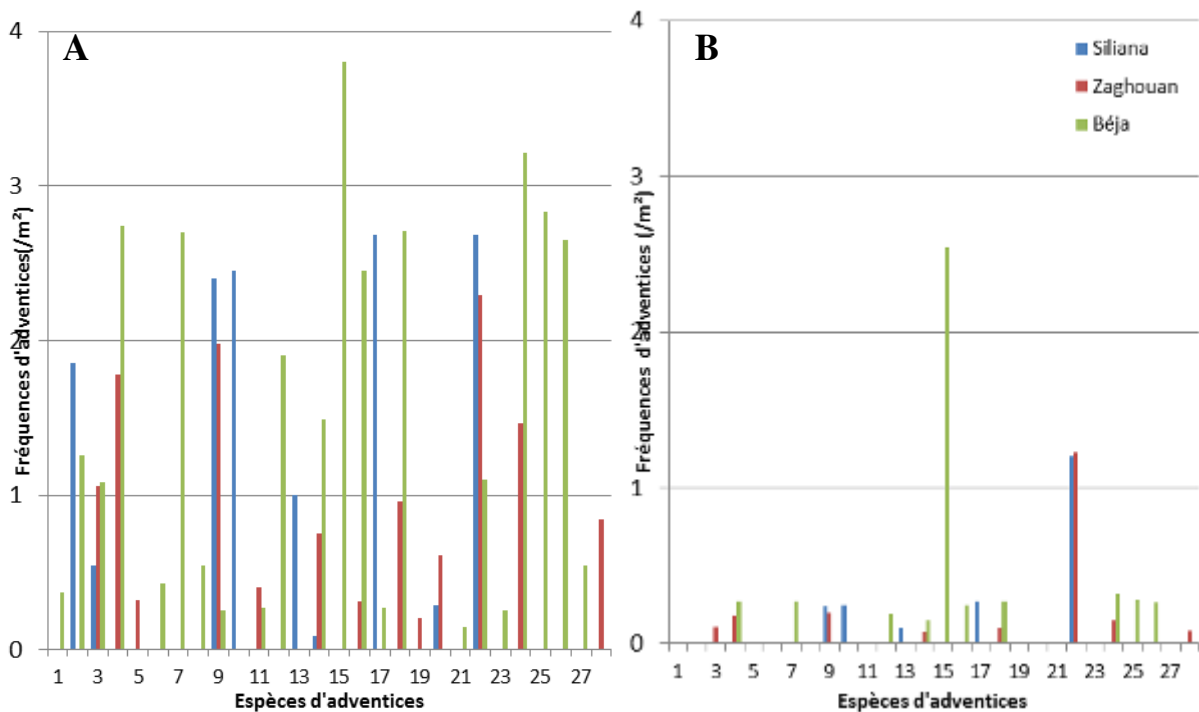 A
Fréquences d'adventices(/m²)
4
3
2
1
0
1 3 5 7 9 11 13 15 17 19 21 23 25 27
Espèces d'adventices
B
Siliana
Zaghouan
Béja
Fréquences d'adventices (/m²)
4
3
2
1
0
1 3 5 7 9 11 13 15 17 19 21 23 25 27
Espèces d'adventices